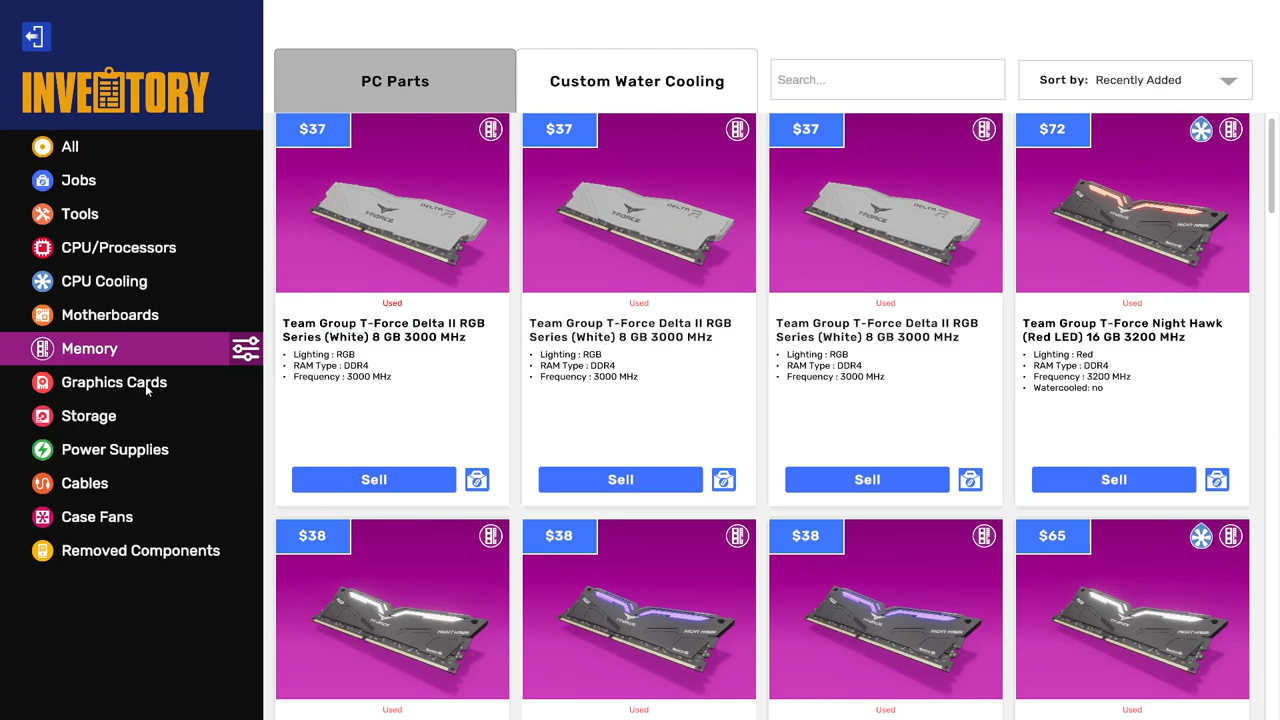 INVENTORY
All
Jobs
Tools
CPU/Processors
CPU Cooling
Motherboards
Memory
Graphics Cards
Storage
Power Supplies
Cables
Case Fans
Removed Components
PC Parts
Custom Water Cooling
Search...
Sort by: Recently Added
$37
Used
Team Group T-Force Delta II RGB
Series (White) 8 GB 3000 MHz
• Lighting : RGB
• RAM Type : DDR4
• Frequency : 3000 MHz
Sell
$37
Used
Team Group T-Force Delta II RGB
Series (White) 8 GB 3000 MHz
• Lighting : RGB
• RAM Type : DDR4
• Frequency : 3000 MHz
Sell
$37
Used
Team Group T-Force Delta II RGB
Series (White) 8 GB 3000 MHz
• Lighting : RGB
• RAM Type : DDR4
• Frequency : 3000 MHz
Sell
$72
Used
Team Group T-Force Night Hawk
(Red LED) 16 GB 3200 MHz
• Lighting : Red
• RAM Type : DDR4
• Frequency : 3200 MHz
• Watercooled: no
Sell
$38
Used
$38
Used
$38
Used
$65
Used